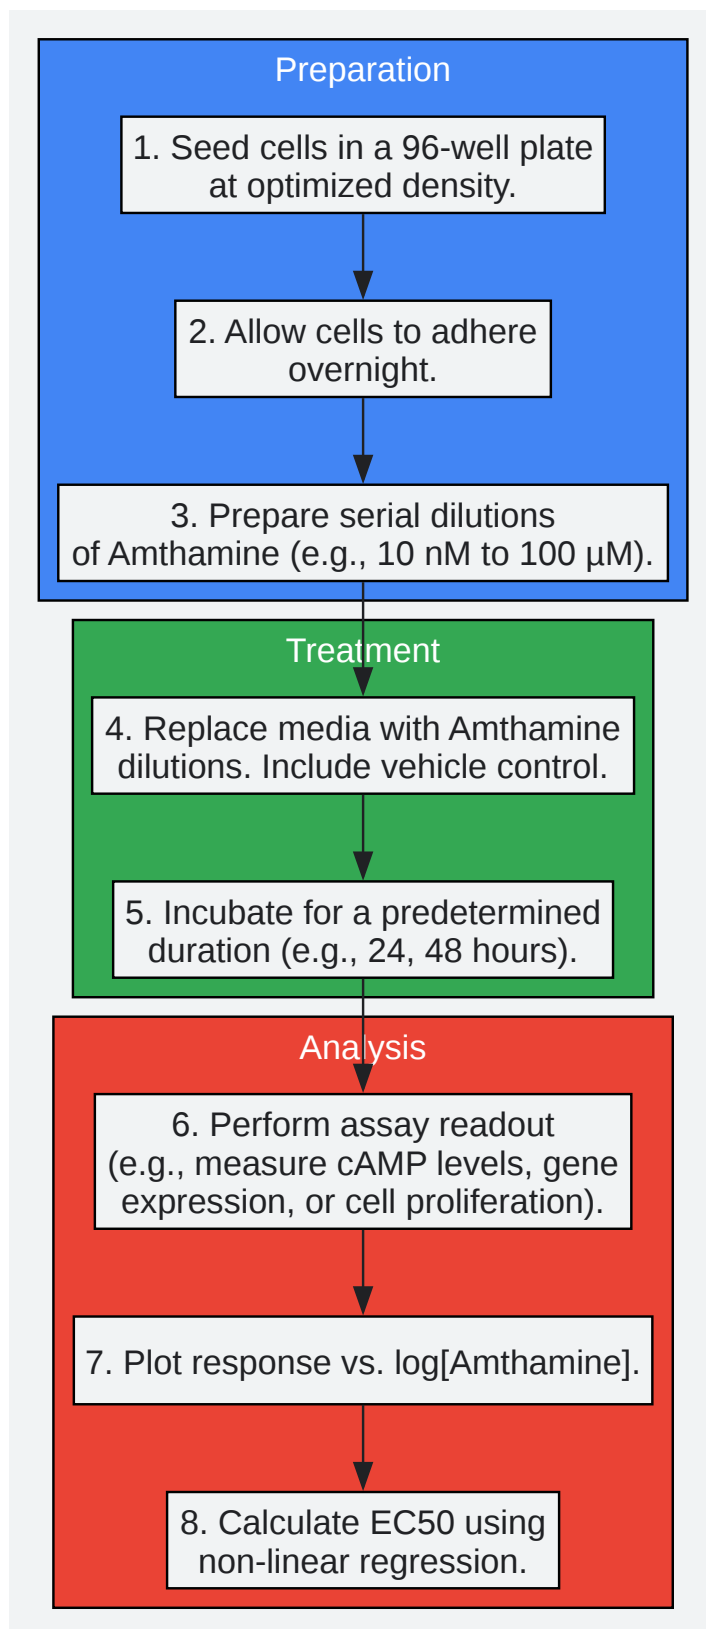 Preparation
1. Seed cells in a 96-well plate
at optimized density.
2. Allow cells to adhere
overnight.
3. Prepare serial dilutions
of Amthamine (e.g., 10 nM to 100 µM).
Treatment
4. Replace media with Amthamine
dilutions. Include vehicle control.
5. Incubate for a predetermined
duration (e.g., 24, 48 hours).
Analysis
6. Perform assay readout
(e.g., measure cAMP levels, gene
expression, or cell proliferation).
7. Plot response vs. log[Amthamine].
8. Calculate EC50 using
non-linear regression.